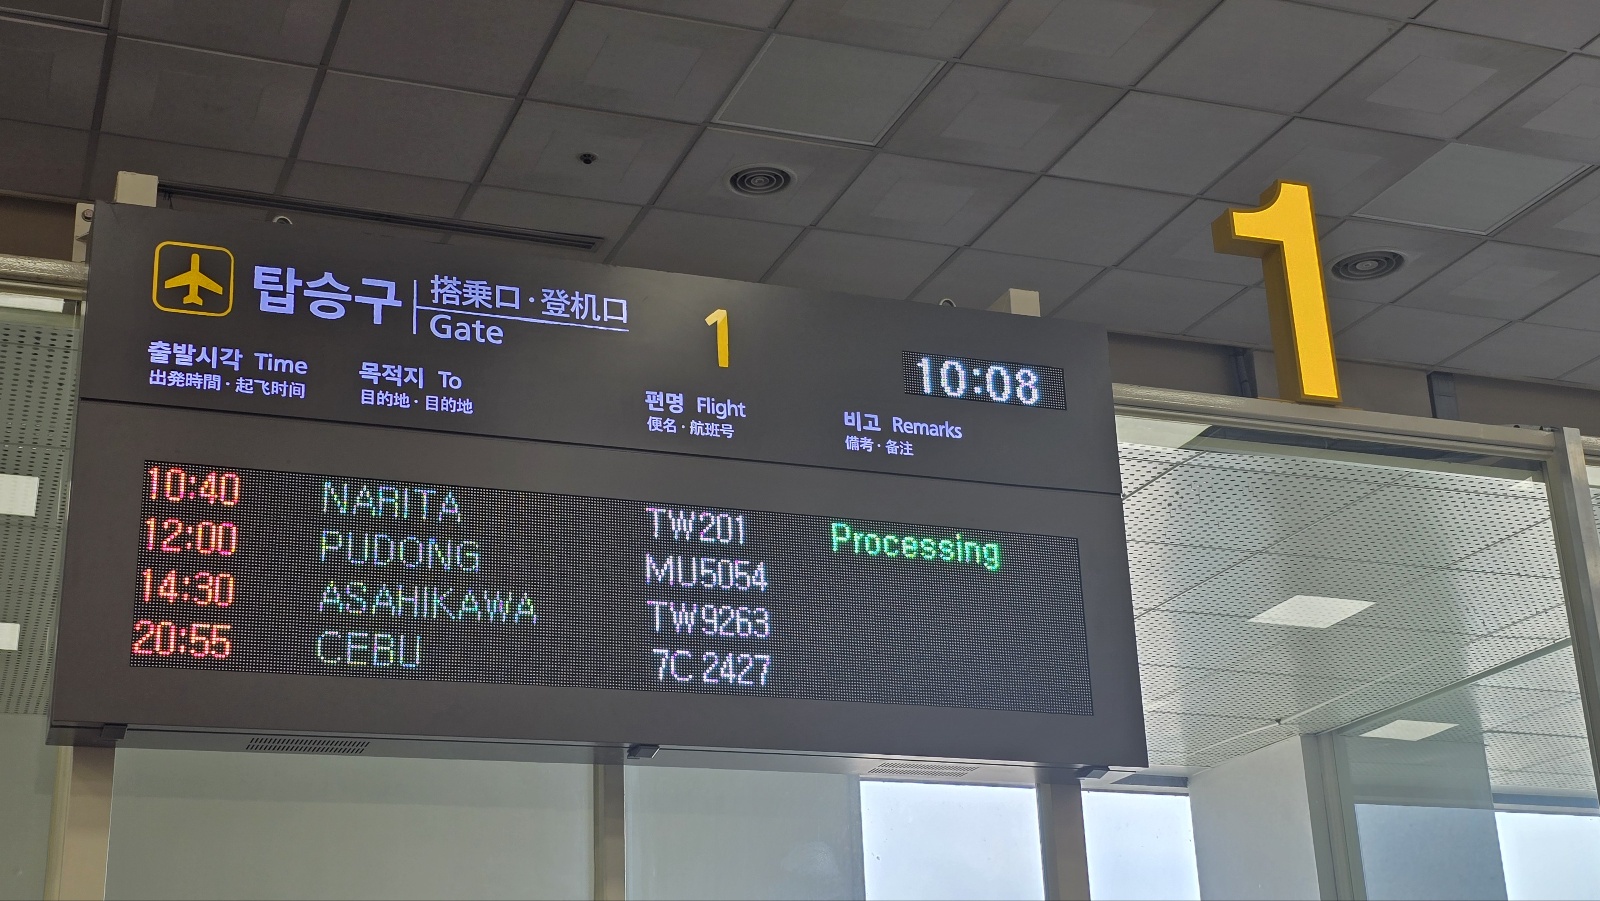 탑승구 搭乗口·登机口
Gate
1
1
10:08
출발시각 Time 목적지 To 편명 Flight 비고 Remarks
出発時間·起飞时间 目的地·目的地 便名·航班号 備考·备注
10:40 NARITA TW201 Processing
12:00 PUDONG MU5054
14:30 ASAHIKAWA TW9263
20:55 CEBU 7C 2427